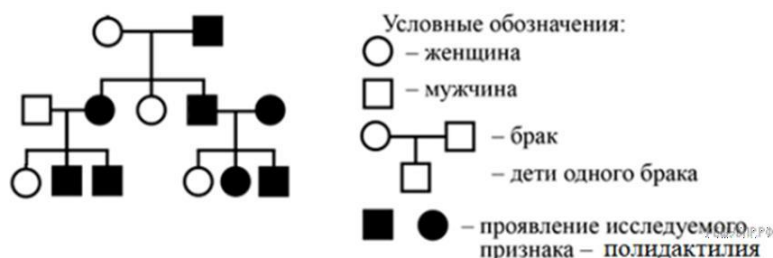 Условные обозначения:
– женщина
– мужчина
– брак
– дети одного брака
– проявление исследуемого
признака – полидактилия